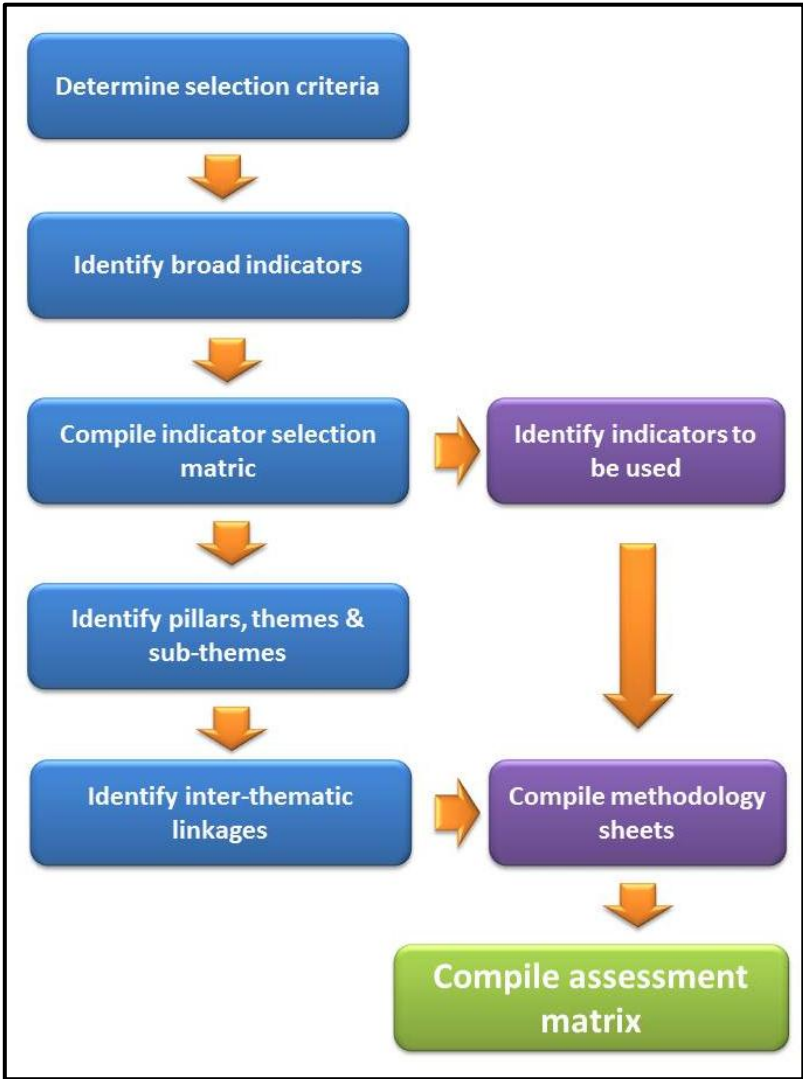 Determine selection criteria
Identify broad indicators
Compile indicator selection
matric
Identify indicators to
be used
Identify pillars, themes &
sub-themes
Identify inter-thematic
linkages
Compile methodology
sheets
Compile assessment
matrix